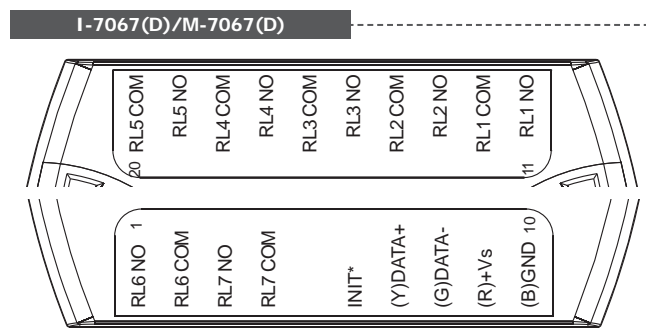 I-7067(D)/M-7067(D)
RL5 COM
RL5 NO
RL4 COM
RL4 NO
RL3 COM
RL3 NO
RL2 COM
RL2 NO
RL1 COM
RL1 NO
20
11
RL6 NO
RL6 COM
RL7 NO
RL7 COM
INIT*
(Y)DATA+
(G)DATA-
(R)+Vs
(B)GND
1
10